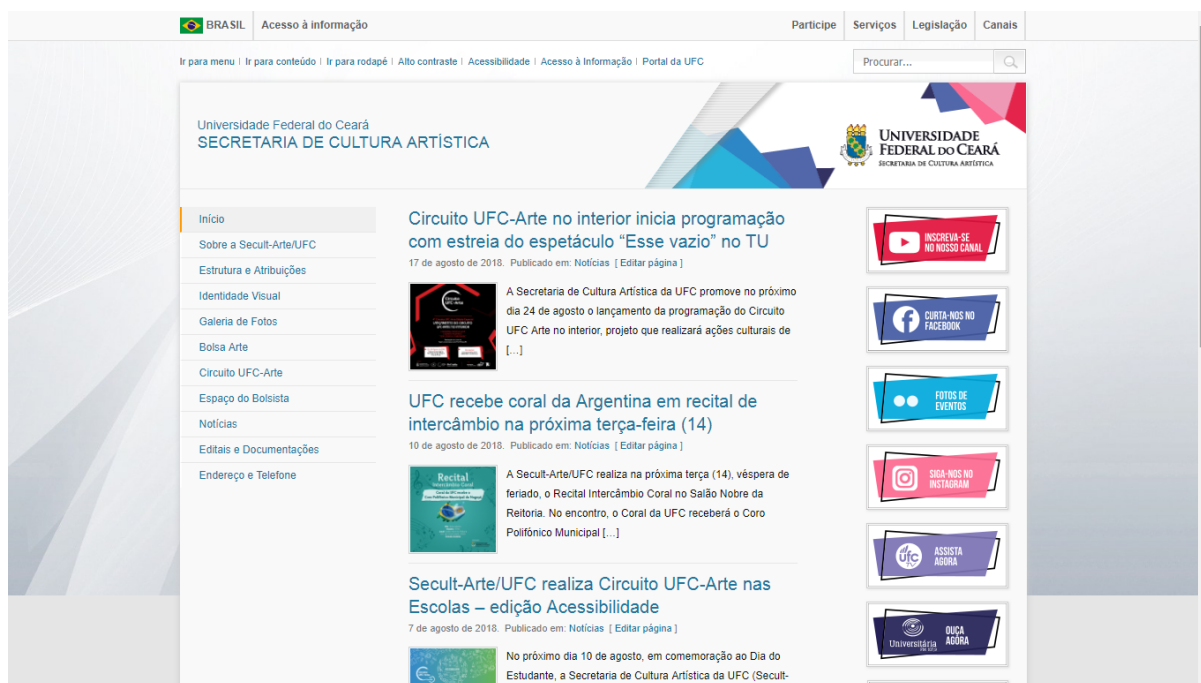 BRASIL Acesso à informação Participe Serviços Legislação Canais
Ir para menu | Ir para conteúdo | Ir para rodapé | Alto contraste | Acessibilidade | Acesso à Informação | Portal da UFC
Procurar...
Universidade Federal do Ceará
SECRETARIA DE CULTURA ARTÍSTICA
UNIVERSIDADE
FEDERAL DO CEARÁ
SECRETARIA DE CULTURA ARTÍSTICA
Início
Sobre a Secult-Arte/UFC
Estrutura e Atribuições
Identidade Visual
Galeria de Fotos
Bolsa Arte
Circuito UFC-Arte
Espaço do Bolsista
Notícias
Editais e Documentações
Endereço e Telefone
Circuito UFC-Arte no interior inicia programação
com estreia do espetáculo “Esse vazio” no TU
17 de agosto de 2018. Publicado em: Notícias [ Editar página ]
A Secretaria de Cultura Artística da UFC promove no próximo
dia 24 de agosto o lançamento da programação do Circuito
UFC Arte no interior, projeto que realizará ações culturais de
[…]
UFC recebe coral da Argentina em recital de
intercâmbio na próxima terça-feira (14)
10 de agosto de 2018. Publicado em: Notícias [ Editar página ]
Recital
Intercâmbio Coral
A Secult-Arte/UFC realiza na próxima terça (14), véspera de
feriado, o Recital Intercâmbio Coral no Salão Nobre da
Reitoria. No encontro, o Coral da UFC receberá o Coro
Polifónico Municipal […]
Secult-Arte/UFC realiza Circuito UFC-Arte nas
Escolas – edição Acessibilidade
7 de agosto de 2018. Publicado em: Notícias [ Editar página ]
No próximo dia 10 de agosto, em comemoração ao Dia do
Estudante, a Secretaria de Cultura Artística da UFC (Secult-
INSCREVA-SE
NO NOSSO CANAL
CURTA-NOS NO
FACEBOOK
FOTOS DE
EVENTOS
SIGA-NOS NO
INSTAGRAM
ufc
TV
ASSISTA
AGORA
Universitária
OUÇA
AGORA